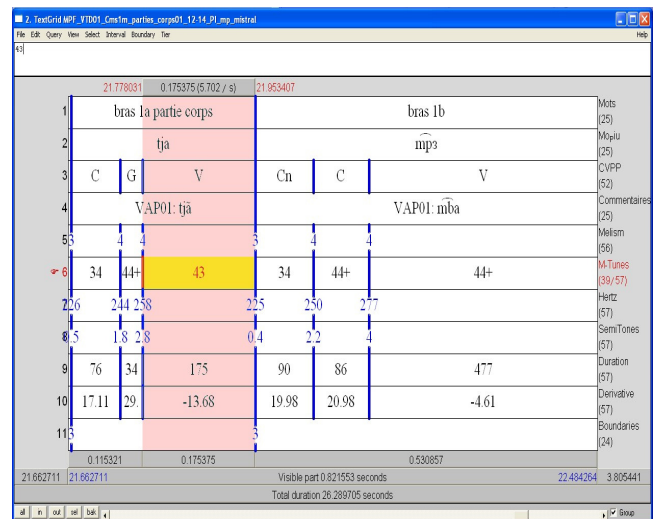 2. TextGrid MPF_VTD01_Cms1m_parties_corps01_12-14_PI_mp_mistral
File Edit Query View Select Interval Boundary Tier Help
43
21.778031 0.175375 (5.702 / s) 21.953407
1 bras 1a partie corps bras 1b Mots (25)
2 tja m͡pɜ (25)
3 C G V Cn C V CVPP (52)
4 VAP01: tjā VAP01: m͡ba Commentaires (25)
5 3 4 4 3 4 4 Melism (56)
6 34 44+ 43 34 44+ 44+ M-Tunes (39/57)
226 244 258 225 250 277 Hertz (57)
8 .5 1.8 2.8 0.4 2.2 4 SemiTones (57)
9 76 34 175 90 86 477 Duration (57)
10 17.11 29. -13.68 19.98 20.98 -4.61 Derivative (57)
11 3 3 Boundaries (24)
0.115321 0.175375 0.530857
21.662711 21.662711 Visible part 0.821553 seconds 22.484264 3.805441
Total duration 26.289705 seconds
all in out sel bak Group